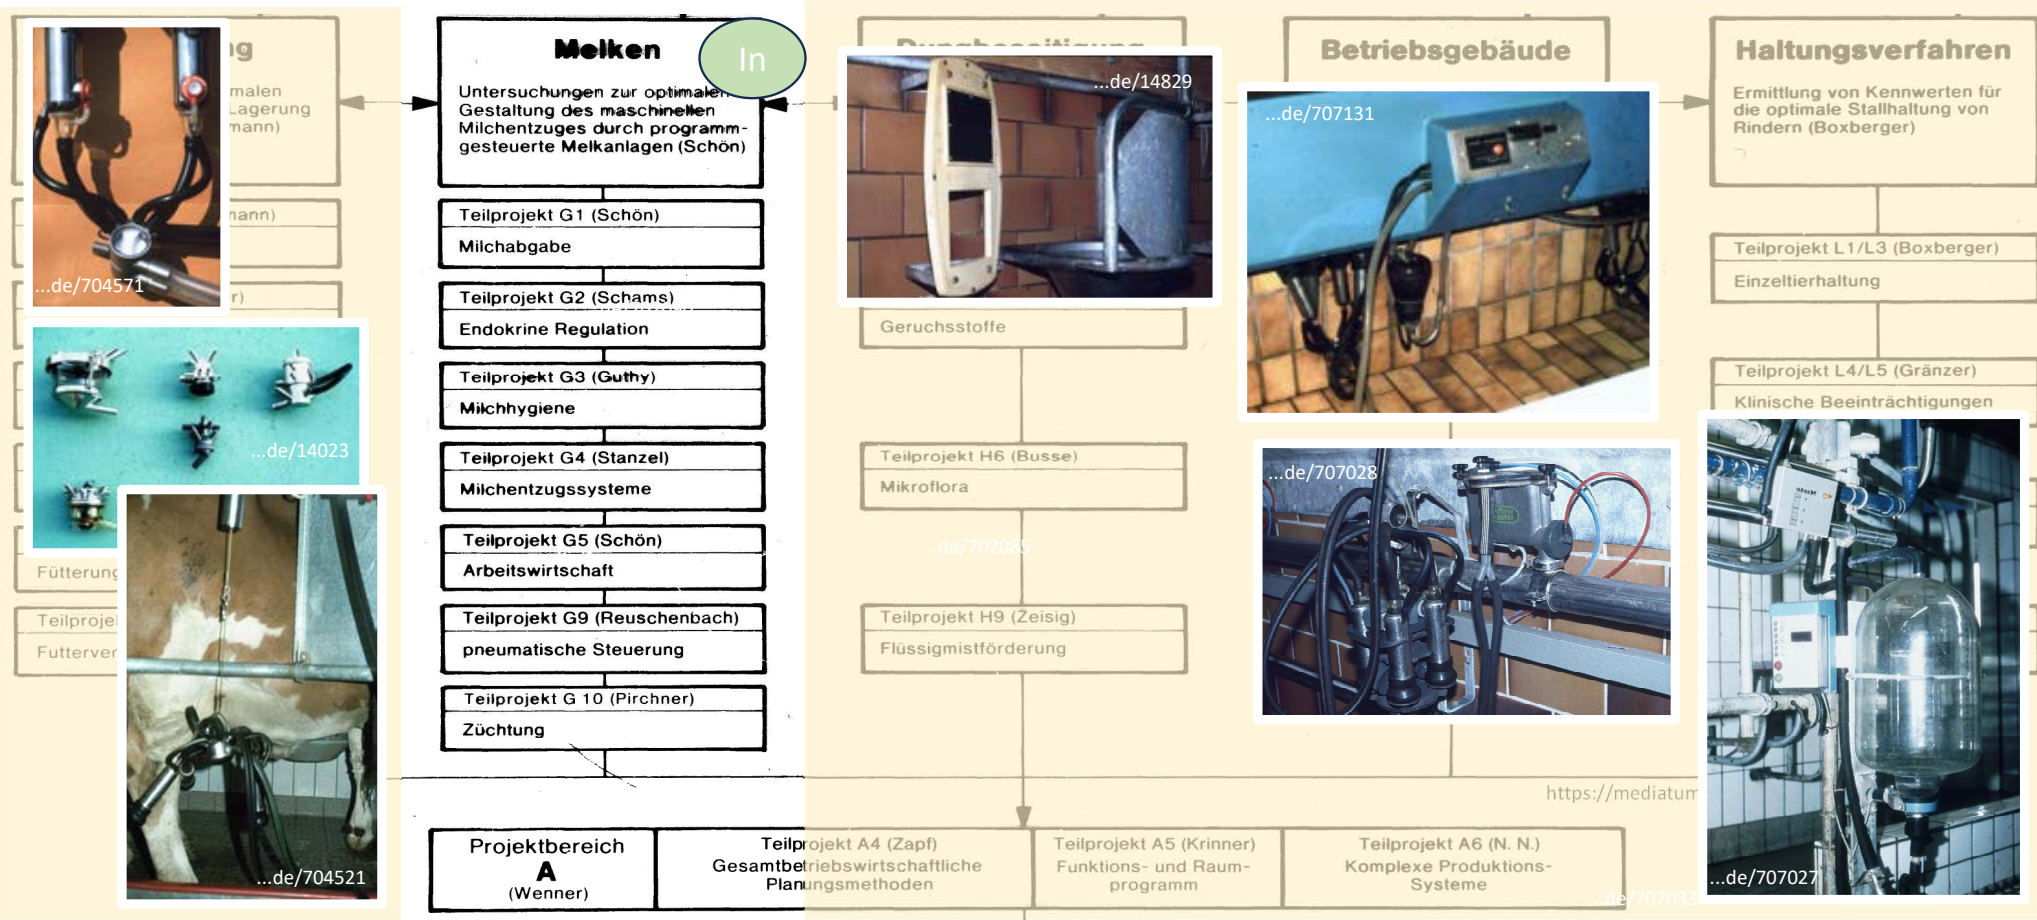 ng
malen
Lagerung
mann)
mann)
r)
Fütterung
Teilproje
Futterver
...de/704571
...de/14023
...de/704521
Melken
In
Untersuchungen zur optimalen
Gestaltung des maschinellen
Milchentzuges durch programm-
gesteuerte Melkanlagen (Schön)
Teilprojekt G1 (Schön)
Milchabgabe
Teilprojekt G2 (Schams)
Endokrine Regulation
Teilprojekt G3 (Guthy)
Milchhygiene
Teilprojekt G4 (Stanzel)
Milchentzugssysteme
Teilprojekt G5 (Schön)
Arbeitswirtschaft
Teilprojekt G9 (Reuschenbach)
pneumatische Steuerung
Teilprojekt G 10 (Pirchner)
Züchtung
Dungbeseitigung
...de/14829
Geruchsstoffe
Teilprojekt H6 (Busse)
Mikroflora
...de/702085
Teilprojekt H9 (Zeisig)
Flüssigmistförderung
Betriebsgebäude
...de/707131
...de/707028
Haltungsverfahren
Ermittlung von Kennwerten für
die optimale Stallhaltung von
Rindern (Boxberger)
Teilprojekt L1/L3 (Boxberger)
Einzeltierhaltung
Teilprojekt L4/L5 (Gränzer)
Klinische Beeinträchtigungen
...de/707027
https://mediatum
Projektbereich
A
(Wenner)
Teilprojekt A4 (Zapf)
Gesamtbetriebswirtschaftliche
Planungsmethoden
Teilprojekt A5 (Krinner)
Funktions- und Raum-
programm
Teilprojekt A6 (N. N.)
Komplexe Produktions-
Systeme
...de/707033